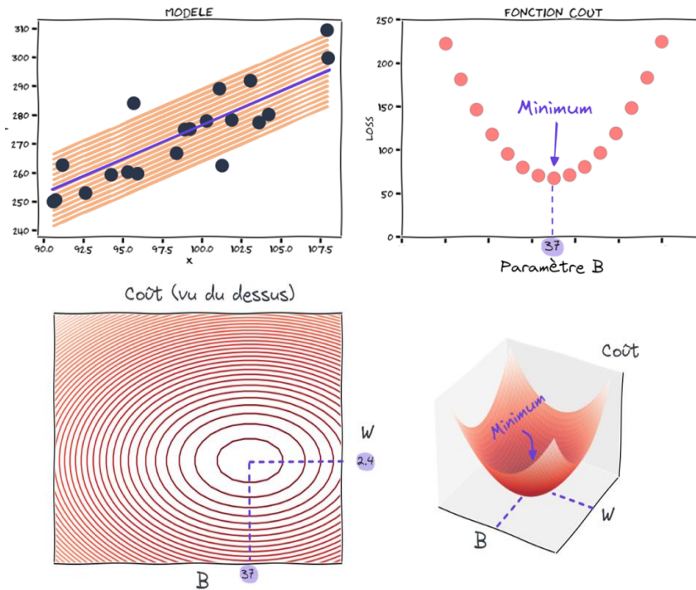 MODELE
310
300
290
280
270
260
250
240
90.0 92.5 95.0 97.5 100.0 102.5 105.0 107.5
x
FONCTION COUT
250
200
150
100
50
0
LOSS
Minimum
37
Paramètre B
Coût (vu du dessus)
W
2.4
B
37
Coût
Minimum
W
B